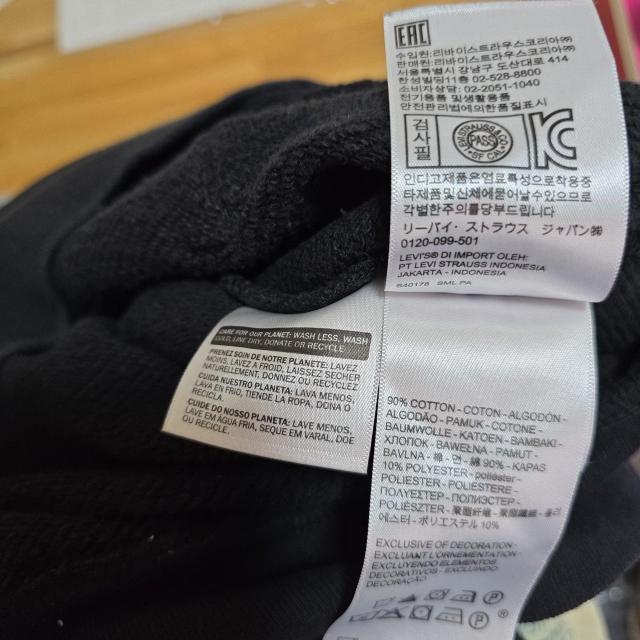 EAC
수입원:리바이스트라우스코리아㈜
판매원:리바이스트라우스코리아㈜
서울특별시 강남구 도산대로 414
한성빌딩11층 02-528-8800
소비자상담: 02-2051-1040
전기용품 및생활용품
안전관리법에의한품질표시
검사필
PASS
인디고제품은염료특성으로착용중
타제품및신체에묻어날수있으므로
각별한주의를당부드립니다.
リーバイ・ストラウス ジャパン㈱
0120-099-501
LEVI'S® DI IMPORT OLEH:
PT LEVI STRAUSS INDONESIA
JAKARTA - INDONESIA
CARE FOR OUR PLANET: WASH LESS, WASH
COLD, LINE DRY, DONATE OR RECYCLE
PRENEZ SOIN DE NOTRE PLANETE: LAVEZ
MOINS, LAVEZ A FROID, LAISSEZ SECHER
NATURELLEMENT, DONNEZ OU RECYCLEZ
CUIDA NUESTRO PLANETA: LAVA MENOS,
LAVA EN FRIO, TIENDE LA ROPA, DONA O
RECICLA.
CUIDE DO NOSSO PLANETA: LAVE MENOS,
LAVE EM ÁGUA FRIA, SEQUE EM VARAL, DOE
OU RECICLE.
90% COTTON - COTON - ALGODÓN -
ALGODÃO - PAMUK - COTONE -
BAUMWOLLE - KATOEN - BAMBAKI -
ХЛОПОК - BAWEŁNA - PAMUT -
BAVLNA - 棉 - 면 - 綿 90% - KAPAS
10% POLYESTER - poliéster -
POLIESTER - POLIESTERE -
ΠΟΛΥΕΣΤΕΡ - ПОЛИЭСТЕР -
POLIESZTER - 聚酯纤维 - 聚酯纖維 - 폴리
에스터 - ポリエステル 10%
EXCLUSIVE OF DECORATION -
EXCLUANT L'ORNEMENTATION -
EXCLUYENDO ELEMENTOS
DECORATIVOS - EXCLUINDO
DECORAÇÃO